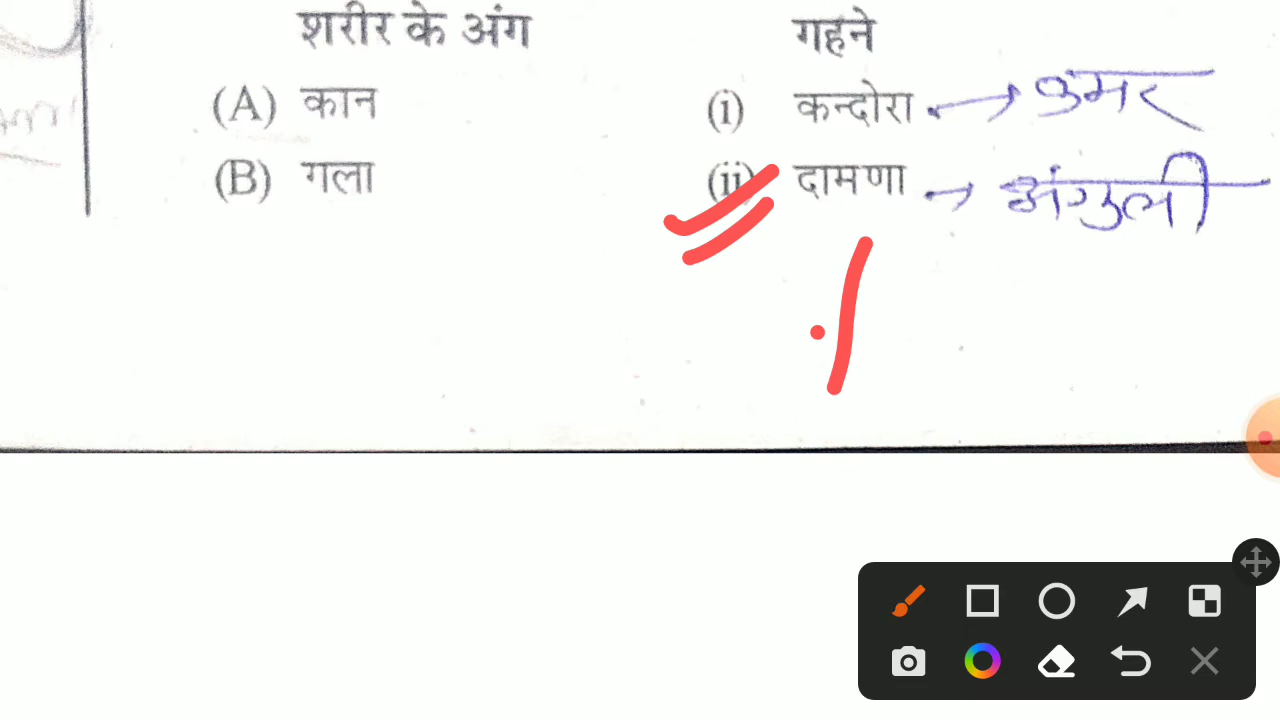 शरीर के अंग गहने
(A) कान (i) कन्दोरा → कमर
(B) गला (ii) दामणा → अंगुली